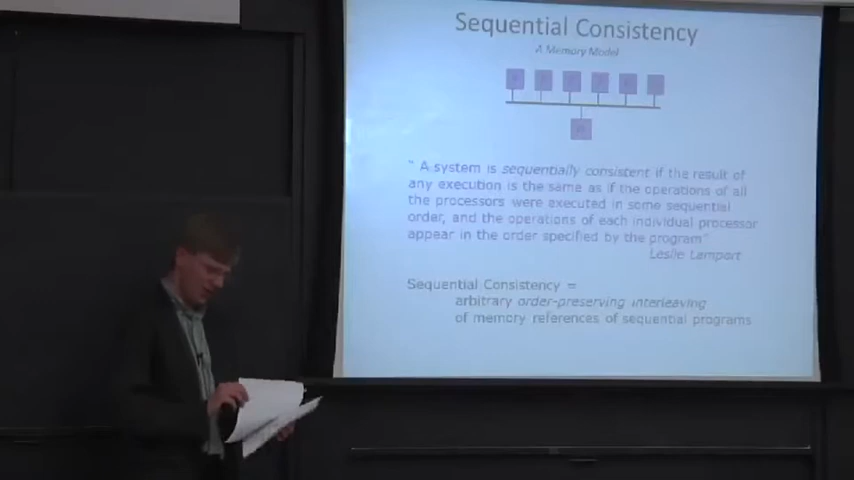 Sequential Consistency
A Memory Model
" A system is sequentially consistent if the result of
any execution is the same as if the operations of all
the processors were executed in some sequential
order, and the operations of each individual processor
appear in the order specified by the program"
Leslie Lamport
Sequential Consistency =
arbitrary order-preserving interleaving
of memory references of sequential programs